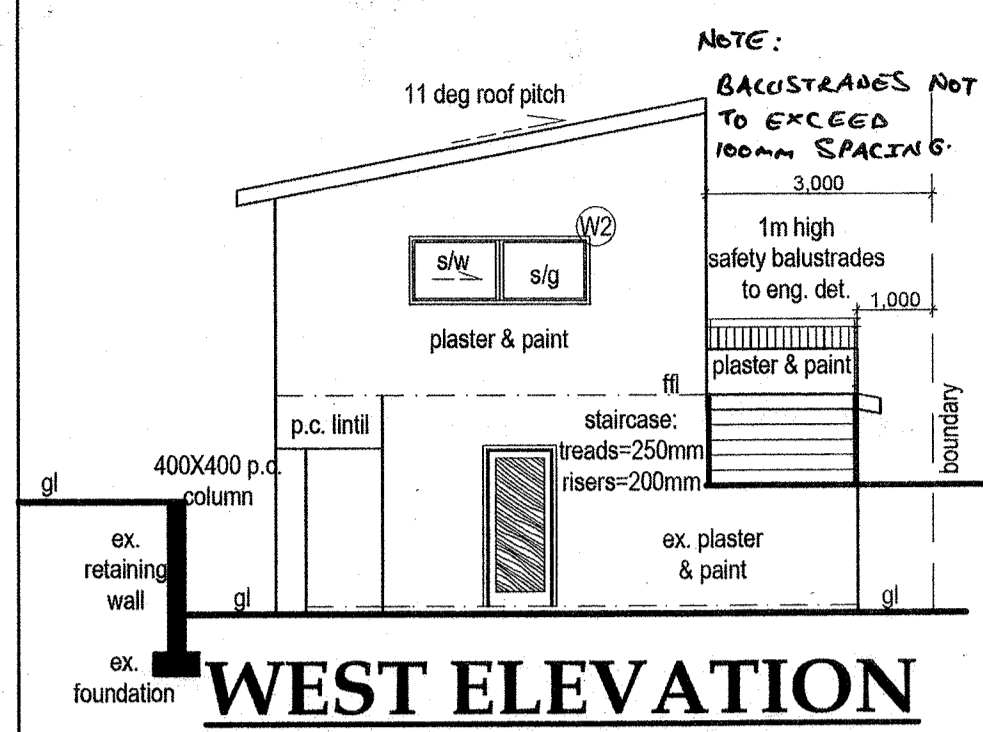 NOTE:
BALLISTRADES NOT
TO EXCEED
100mm SPACING.
11 deg roof pitch
3,000
W2
1m high
safety balustrades
to eng. det.
1,000
s/w
s/g
plaster & paint
plaster & paint
ffl
boundary
p.c. lintil
staircase:
treads=250mm
risers=200mm
400X400 p.c.
column
gl
ex.
retaining
wall
ex. plaster
& paint
gl
gl
ex.
foundation
WEST ELEVATION